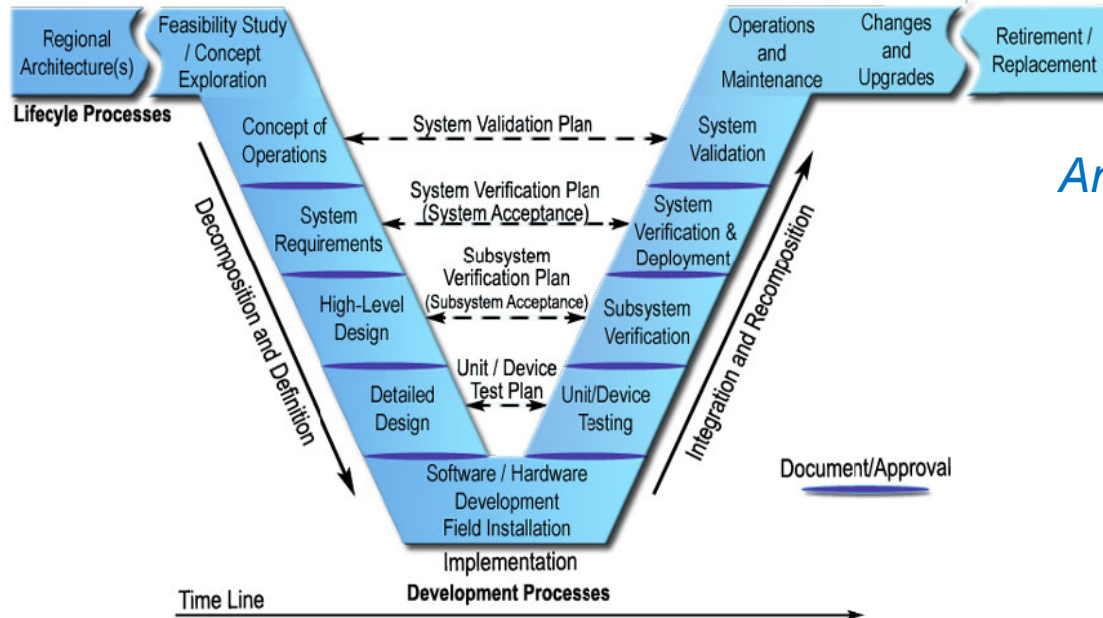 Regional
Architecture(s)
Feasibility Study
/ Concept
Exploration
Operations
and
Maintenance
Changes
and
Upgrades
Retirement /
Replacement
Lifecyle Processes
Concept of
Operations
System Validation Plan
System
Validation
Ar
System
Requirements
System Verification Plan
(System Acceptance)
System
Verification &
Deployment
High-Level
Design
Subsystem
Verification Plan
(Subsystem Acceptance)
Subsystem
Verification
Detailed
Design
Unit / Device
Test Plan
Unit/Device
Testing
Decomposition and Definition
Integration and Recomposition
Software / Hardware
Development
Field Installation
Document/Approval
Implementation
Development Processes
Time Line